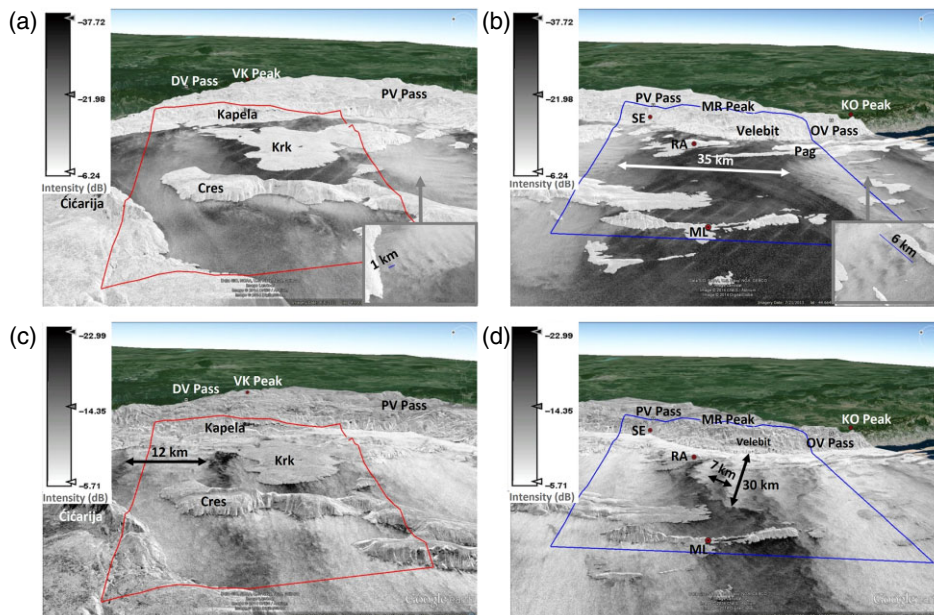 (a)
-37.72
-21.98
-6.24
Intensity (dB)
DV Pass
VK Peak
PV Pass
Kapela
Krk
Cres
Ćićarija
1 km
(b)
-37.72
-21.98
-6.24
Intensity (dB)
PV Pass
MR Peak
KO Peak
SE
Velebit
OV Pass
RA
Pag
35 km
ML
6 km
(c)
-22.99
-14.35
-5.71
Intensity (dB)
DV Pass
VK Peak
PV Pass
Kapela
12 km
Krk
Cres
Ćićarija
Google
(d)
-22.99
-14.35
-5.71
Intensity (dB)
PV Pass
MR Peak
KO Peak
SE
Velebit
OV Pass
RA
7 km
30 km
ML
Google